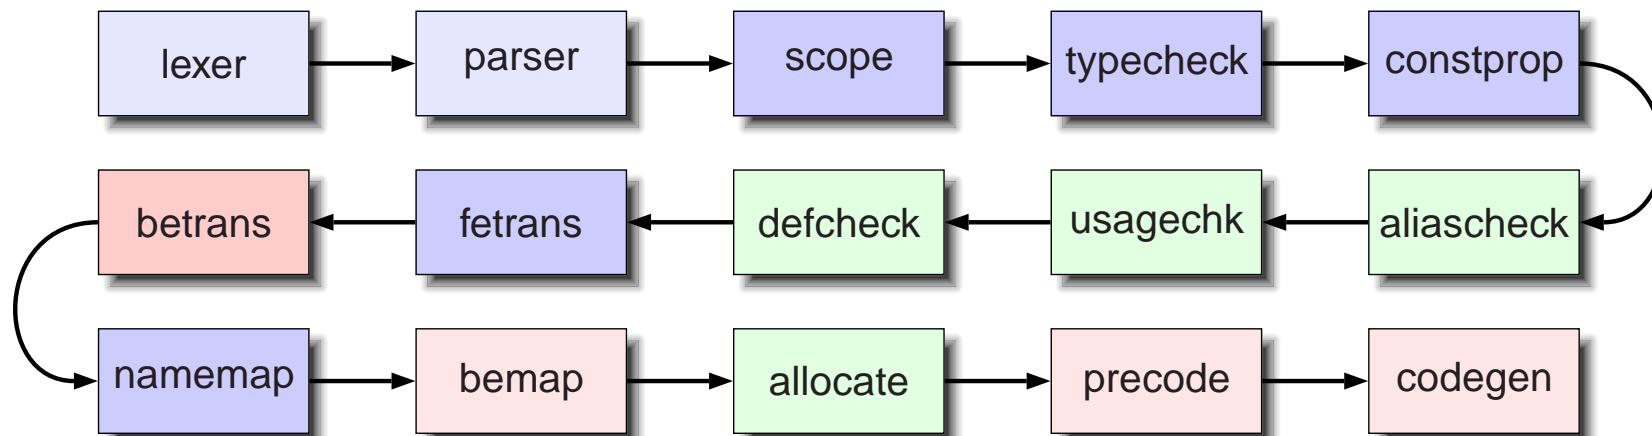 lexer
parser
scope
typecheck
constprop
betrans
fetrans
defcheck
usagechk
aliascheck
namemap
bemap
allocate
precode
codegen